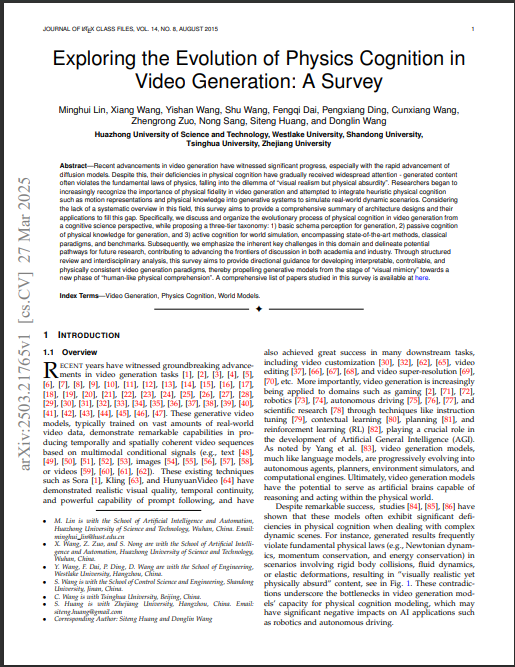 JOURNAL OF LATEX CLASS FILES, VOL. 14, NO. 8, AUGUST 2015
1
Exploring the Evolution of Physics Cognition in
Video Generation: A Survey
Minghui Lin, Xiang Wang, Yishan Wang, Shu Wang, Fengqi Dai, Pengxiang Ding, Cunxiang Wang,
Zhengrong Zuo, Nong Sang, Siteng Huang, and Donglin Wang
Huazhong University of Science and Technology, Westlake University, Shandong University,
Tsinghua University, Zhejiang University
Abstract—Recent advancements in video generation have witnessed significant progress, especially with the rapid advancement of
diffusion models. Despite this, their deficiencies in physical cognition have gradually received widespread attention - generated content
often violates the fundamental laws of physics, falling into the dilemma of "visual realism but physical absurdity". Researchers began to
increasingly recognize the importance of physical fidelity in video generation and attempted to integrate heuristic physical cognition
such as motion representations and physical knowledge into generative systems to simulate real-world dynamic scenarios. Considering
the lack of a systematic overview in this field, this survey aims to provide a comprehensive summary of architecture designs and their
applications to fill this gap. Specifically, we discuss and organize the evolutionary process of physical cognition in video generation from
a cognitive science perspective, while proposing a three-tier taxonomy: 1) basic schema perception for generation, 2) passive cognition
of physical knowledge for generation, and 3) active cognition for world simulation, encompassing state-of-the-art methods, classical
paradigms, and benchmarks. Subsequently, we emphasize the inherent key challenges in this domain and delineate potential
pathways for future research, contributing to advancing the frontiers of discussion in both academia and industry. Through structured
review and interdisciplinary analysis, this survey aims to provide directional guidance for developing interpretable, controllable, and
physically consistent video generation paradigms, thereby propelling generative models from the stage of "visual mimicry" towards a
new phase of "human-like physical comprehension". A comprehensive list of papers studied in this survey is available at here.
Index Terms—Video Generation, Physics Cognition, World Models.
arXiv:2503.21765v1 [cs.CV] 27 Mar 2025
1 INTRODUCTION
1.1 Overview
RECENT years have witnessed groundbreaking advance-
ments in video generation tasks [1], [2], [3], [4], [5],
[6], [7], [8], [9], [10], [11], [12], [13], [14], [15], [16], [17],
[18], [19], [20], [21], [22], [23], [24], [25], [26], [27], [28],
[29], [30], [31], [32], [33], [34], [35], [36], [37], [38], [39], [40],
[41], [42], [43], [44], [45], [46], [47]. These generative video
models, typically trained on vast amounts of real-world
video data, demonstrate remarkable capabilities in pro-
ducing temporally and spatially coherent video sequences
based on multimodal conditional signals (e.g., text [48],
[49], [50], [51], [52], [53], images [54], [55], [56], [57], [58],
or videos [59], [60], [61], [62]). These existing techniques
such as Sora [1], Kling [63], and HunyuanVideo [64] have
demonstrated realistic visual quality, temporal continuity,
and powerful capability of prompt following, and have
• M. Lin is with the School of Artificial Intelligence and Automation,
Huazhong University of Science and Technology, Wuhan, China. Email:
minghui_lin@hust.edu.cn
• X. Wang, Z. Zuo, and S. Nong are with the School of Artificial Intelli-
gence and Automation, Huazhong University of Science and Technology,
Wuhan, China.
• Y. Wang, F. Dai, P. Ding, D. Wang are with the School of Engineering,
Westlake University, Hangzhou, China.
• S. Wang is with the School of Control Science and Engineering, Shandong
University, Jinan, China.
• C. Wang is with Tsinghua University, Beijing, China.
• S. Huang is with Zhejiang University, Hangzhou, China. Email:
siteng.huang@gmail.com
• Corresponding Author: Siteng Huang and Donglin Wang
also achieved great success in many downstream tasks,
including video customization [30], [62], [65], video
editing [37], [66], [67], [68], and video super-resolution [69],
[70], etc. More importantly, video generation is increasingly
being applied to domains such as gaming [2], [71], [72],
robotics [73], [74], autonomous driving [75], [76], [77], and
scientific research [78] through techniques like instruction
tuning [79], contextual learning [80], planning [81], and
reinforcement learning (RL) [82], playing a crucial role in
the development of Artificial General Intelligence (AGI).
As noted by Yang et al. [83], video generation models,
much like language models, are progressively evolving into
autonomous agents, planners, environment simulators, and
computational engines. Ultimately, video generation models
have the potential to serve as artificial brains capable of
reasoning and acting within the physical world.
Despite remarkable success, studies [84], [85], [86] have
shown that these models often exhibit significant defi-
ciencies in physical cognition when dealing with complex
dynamic scenes. For instance, generated results frequently
violate fundamental physical laws (e.g., Newtonian dynam-
ics, momentum conservation, and energy conservation) in
scenarios involving rigid body collisions, fluid dynamics,
or elastic deformations, resulting in "visually realistic yet
physically absurd" content, see in Fig. 1. These contradic-
tions underscore the bottlenecks in video generation mod-
els' capacity for physical cognition modeling, which may
have significant negative impacts on AI applications such
as robotics and autonomous driving.